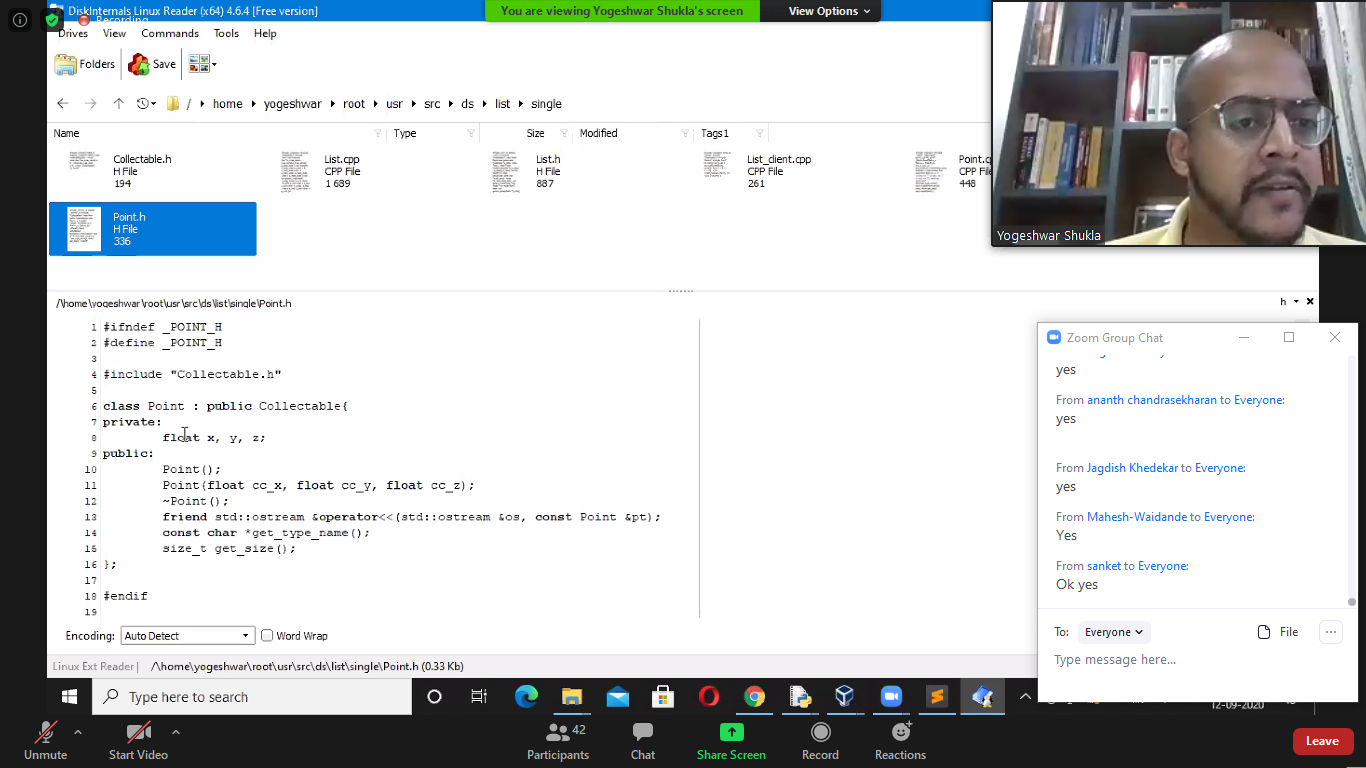 DiskInternals Linux Reader (x64) 4.6.4 [Free version]
Recording
You are viewing Yogeshwar Shukla's screen
View Options
Drives View Commands Tools Help
Folders Save
/ home yogeshwar root usr src ds list single
Name Type Size Modified Tags1
Collectable.h
H File
194
List.cpp
CPP File
1 689
List.h
H File
887
List_client.cpp
CPP File
261
CPP File
448
Point.h
H File
336
Yogeshwar Shukla
/\home\yogeshwar\root\usr\src\ds\list\single\Point.h
h
1 #ifndef _POINT_H
2 #define _POINT_H
3
4 #include "Collectable.h"
5
6 class Point : public Collectable{
7 private:
8 float x, y, z;
9 public:
10 Point();
11 Point(float cc_x, float cc_y, float cc_z);
12 ~Point();
13 friend std::ostream &operator<<(std::ostream &os, const Point &pt);
14 const char *get_type_name();
15 size_t get_size();
16 };
17
18 #endif
19
Encoding: Auto Detect Word Wrap
Linux Ext Reader | /\home\yogeshwar\root\usr\src\ds\list\single\Point.h (0.33 Kb)
Zoom Group Chat
yes
From ananth chandrasekharan to Everyone:
yes
From Jagdish Khedekar to Everyone:
yes
From Mahesh-Waidande to Everyone:
Yes
From sanket to Everyone:
Ok yes
To: Everyone File
Type message here...
Type here to search
12-09-2020
Unmute Start Video Participants 42 Chat Share Screen Record Reactions Leave